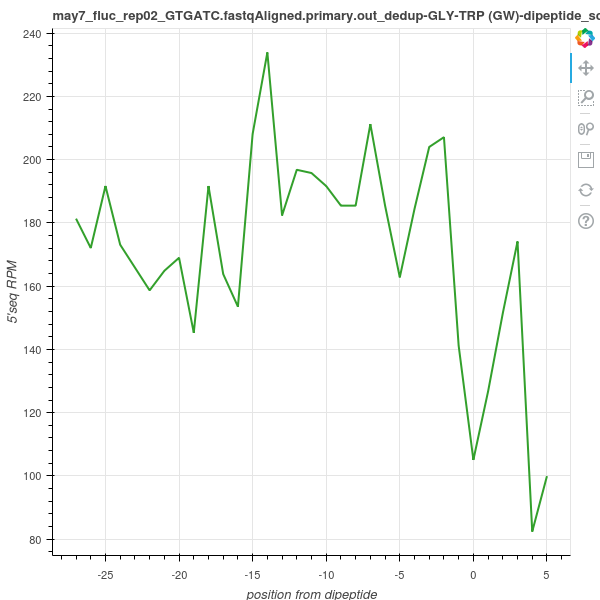 may7_fluc_rep02_GTGATC.fastqAligned.primary.out_dedup-GLY-TRP (GW)-dipeptide_sc
240
220
200
180
160
140
120
100
80
5'seq RPM
-25 -20 -15 -10 -5 0 5
position from dipeptide